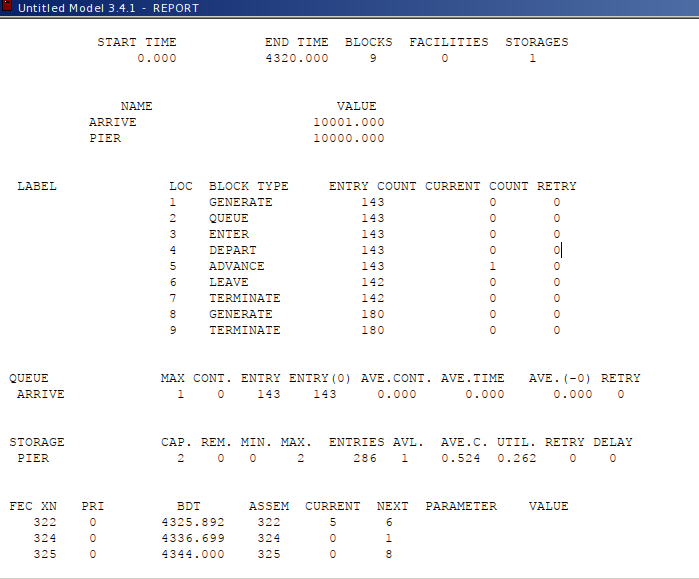 Untitled Model 3.4.1 - REPORT
START TIME END TIME BLOCKS FACILITIES STORAGES
0.000 4320.000 9 0 1
NAME VALUE
ARRIVE 10001.000
PIER 10000.000
LABEL LOC BLOCK TYPE ENTRY COUNT CURRENT COUNT RETRY
1 GENERATE 143 0 0
2 QUEUE 143 0 0
3 ENTER 143 0 0
4 DEPART 143 0 0
5 ADVANCE 143 1 0
6 LEAVE 142 0 0
7 TERMINATE 142 0 0
8 GENERATE 180 0 0
9 TERMINATE 180 0 0
QUEUE MAX CONT. ENTRY ENTRY(0) AVE.CONT. AVE.TIME AVE.(-0) RETRY
ARRIVE 1 0 143 143 0.000 0.000 0.000 0
STORAGE CAP. REM. MIN. MAX. ENTRIES AVL. AVE.C. UTIL. RETRY DELAY
PIER 2 0 0 2 286 1 0.524 0.262 0 0
FEC XN PRI BDT ASSEM CURRENT NEXT PARAMETER VALUE
322 0 4325.892 322 5 6
324 0 4336.699 324 0 1
325 0 4344.000 325 0 8